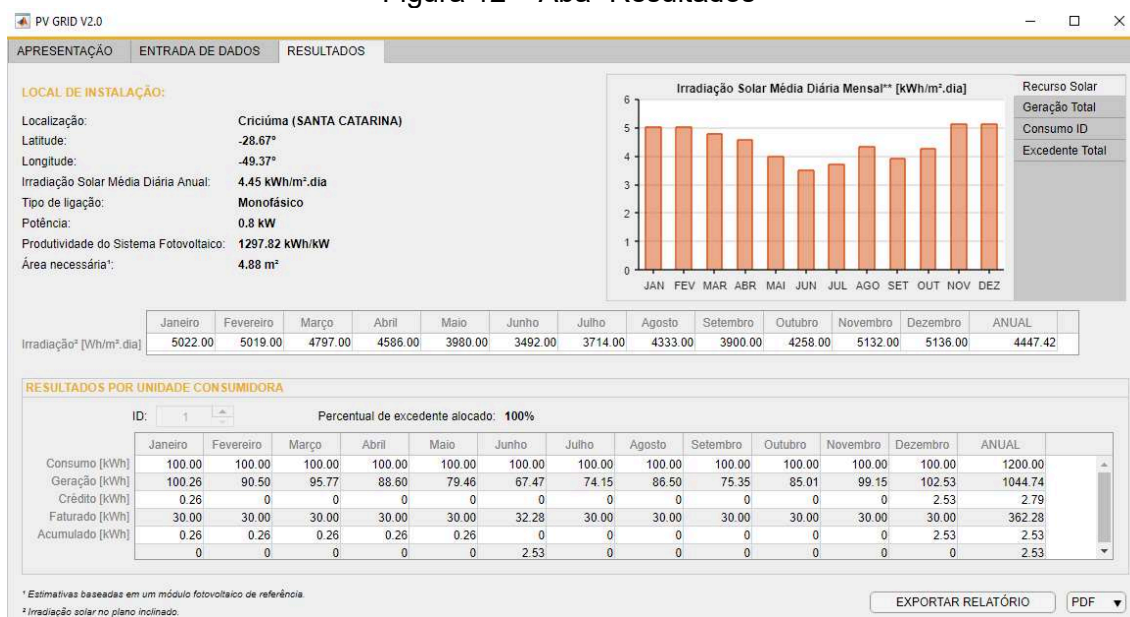 Figura 12 – Aba "Resultados"
PV GRID V2.0
APRESENTAÇÃO ENTRADA DE DADOS RESULTADOS
LOCAL DE INSTALAÇÃO:
Localização: Criciúma (SANTA CATARINA)
Latitude: -28.67º
Longitude: -49.37º
Irradiação Solar Média Diária Anual: 4.45 kWh/m².dia
Tipo de ligação: Monofásico
Potência: 0.8 kW
Produtividade do Sistema Fotovoltaico: 1297.82 kWh/kW
Área necessária¹: 4.88 m²
Irradiação Solar Média Diária Mensal** [kWh/m².dia]
6
5
4
3
2
1
0
JAN FEV MAR ABR MAI JUN JUL AGO SET OUT NOV DEZ
Recurso Solar
Geração Total
Consumo ID
Excedente Total
Janeiro Fevereiro Março Abril Maio Junho Julho Agosto Setembro Outubro Novembro Dezembro ANUAL
Irradiação² [Wh/m².dia] 5022.00 5019.00 4797.00 4586.00 3980.00 3492.00 3714.00 4333.00 3900.00 4258.00 5132.00 5136.00 4447.42
RESULTADOS POR UNIDADE CONSUMIDORA
ID: 1 Percentual de excedente alocado: 100%
Janeiro Fevereiro Março Abril Maio Junho Julho Agosto Setembro Outubro Novembro Dezembro ANUAL
Consumo [kWh] 100.00 100.00 100.00 100.00 100.00 100.00 100.00 100.00 100.00 100.00 100.00 100.00 1200.00
Geração [kWh] 100.26 90.50 95.77 88.60 79.46 67.47 74.15 86.50 75.35 85.01 99.15 102.53 1044.74
Crédito [kWh] 0.26 0 0 0 0 0 0 0 0 0 0 2.53 2.79
Faturado [kWh] 30.00 30.00 30.00 30.00 30.00 32.28 30.00 30.00 30.00 30.00 30.00 30.00 362.28
Acumulado [kWh] 0.26 0.26 0.26 0.26 0.26 0 0 0 0 0 0 2.53 2.53
0 0 0 0 0 2.53 0 0 0 0 0 0 2.53
¹ Estimativas baseadas em um módulo fotovoltaico de referência.
² Irradiação solar no plano inclinado.
EXPORTAR RELATÓRIO PDF